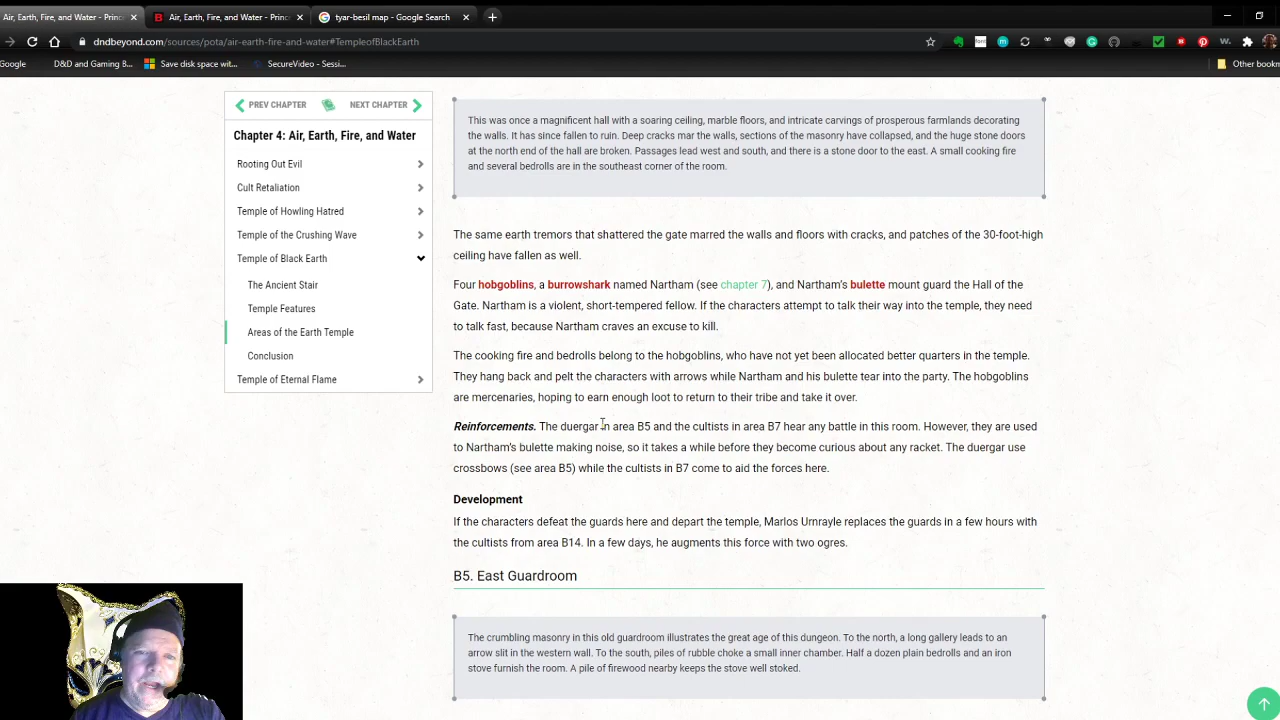 Air, Earth, Fire, and Water - Princ
Air, Earth, Fire, and Water - Princ
tyar-besil map - Google Search
dndbeyond.com/sources/pota/air-earth-fire-and-water#TempleofBlackEarth
Google
D&D and Gaming B...
Save disk space wit...
SecureVideo - Sessi...
Other bookm
PREV CHAPTER
NEXT CHAPTER
Chapter 4: Air, Earth, Fire, and Water
Rooting Out Evil
Cult Retaliation
Temple of Howling Hatred
Temple of the Crushing Wave
Temple of Black Earth
The Ancient Stair
Temple Features
Areas of the Earth Temple
Conclusion
Temple of Eternal Flame
This was once a magnificent hall with a soaring ceiling, marble floors, and intricate carvings of prosperous farmlands decorating
the walls. It has since fallen to ruin. Deep cracks mar the walls, sections of the masonry have collapsed, and the huge stone doors
at the north end of the hall are broken. Passages lead west and south, and there is a stone door to the east. A small cooking fire
and several bedrolls are in the southeast corner of the room.
The same earth tremors that shattered the gate marred the walls and floors with cracks, and patches of the 30-foot-high
ceiling have fallen as well.
Four hobgoblins, a burrowshark named Nartham (see chapter 7), and Nartham's bulette mount guard the Hall of the
Gate. Nartham is a violent, short-tempered fellow. If the characters attempt to talk their way into the temple, they need
to talk fast, because Nartham craves an excuse to kill.
The cooking fire and bedrolls belong to the hobgoblins, who have not yet been allocated better quarters in the temple.
They hang back and pelt the characters with arrows while Nartham and his bulette tear into the party. The hobgoblins
are mercenaries, hoping to earn enough loot to return to their tribe and take it over.
Reinforcements. The duergar in area B5 and the cultists in area B7 hear any battle in this room. However, they are used
to Nartham's bulette making noise, so it takes a while before they become curious about any racket. The duergar use
crossbows (see area B5) while the cultists in B7 come to aid the forces here.
Development
If the characters defeat the guards here and depart the temple, Marlos Urnrayle replaces the guards in a few hours with
the cultists from area B14. In a few days, he augments this force with two ogres.
B5. East Guardroom
The crumbling masonry in this old guardroom illustrates the great age of this dungeon. To the north, a long gallery leads to an
arrow slit in the western wall. To the south, piles of rubble choke a small inner chamber. Half a dozen plain bedrolls and an iron
stove furnish the room. A pile of firewood nearby keeps the stove well stoked.